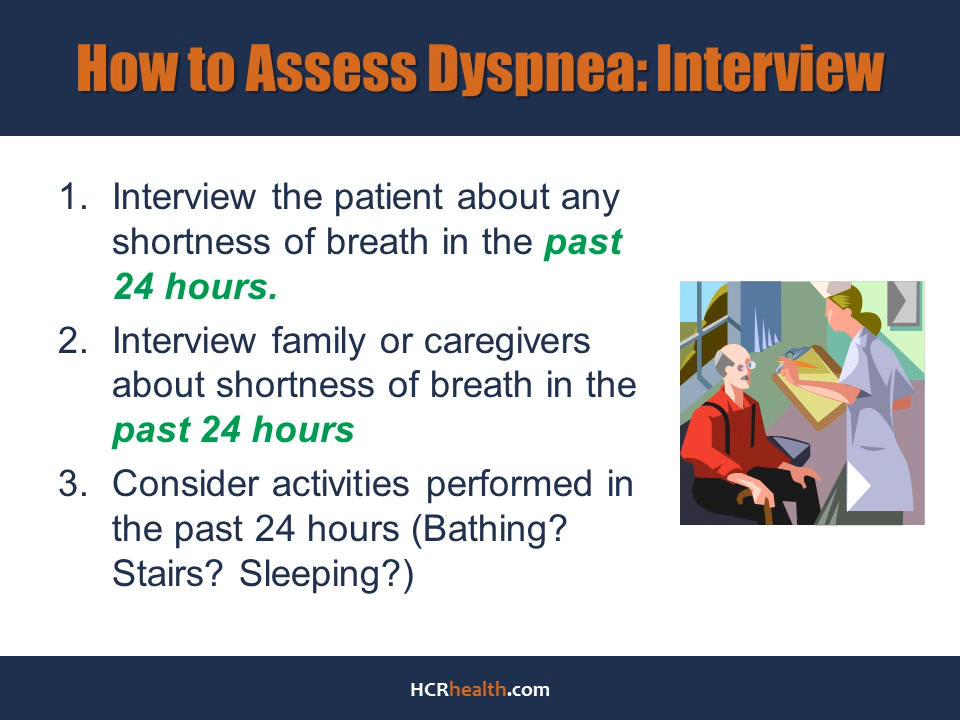 How to Assess Dyspnea: Interview
1. Interview the patient about any
shortness of breath in the past
24 hours.
2. Interview family or caregivers
about shortness of breath in the
past 24 hours
3. Consider activities performed in
the past 24 hours (Bathing?
Stairs? Sleeping?)
HCRhealth.com